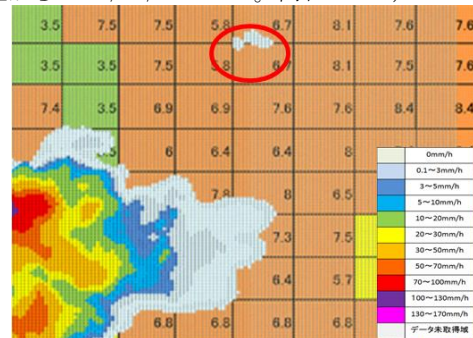 3.5 7.5 7.5 5.8 6.7 8.1 7.6 7.6
3.5 3.5 7.5 5.8 6.7 8.1 7.5 7.6
7.4 3.5 6.9 6.9 7.6 7.6 8.4 8.4
6 6.4 6.4 8
7.8 8 6.5
7.3 7.5
6.4 5.7
6.8 6.8 6.8 6.8
0mm/h
0.1～3mm/h
3～5mm/h
5～10mm/h
10～20mm/h
20～30mm/h
30～50mm/h
50～70mm/h
70～100mm/h
100～130mm/h
130～170mm/h
データ未取得域